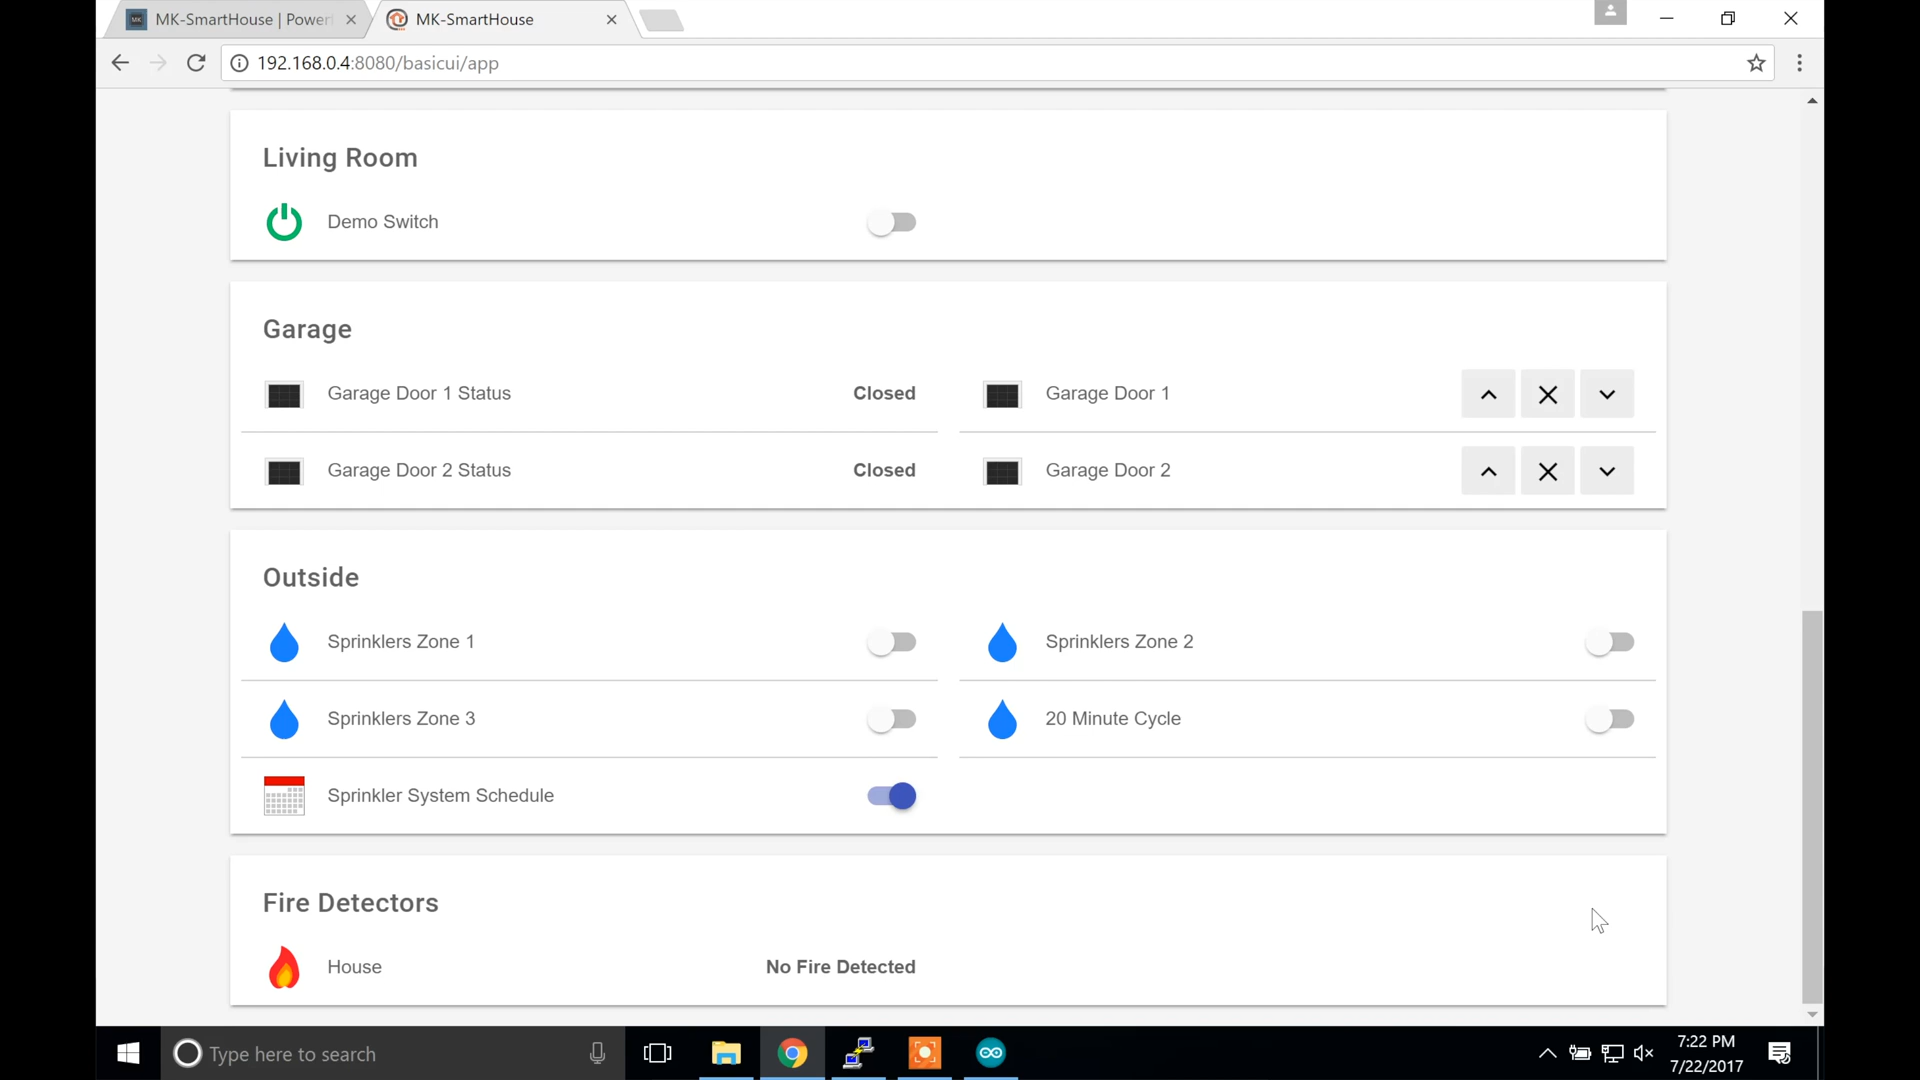 MK-SmartHouse | Power
MK-SmartHouse
192.168.0.4:8080/basicui/app
Living Room
Demo Switch
Garage
Garage Door 1 Status Closed Garage Door 1
Garage Door 2 Status Closed Garage Door 2
Outside
Sprinklers Zone 1 Sprinklers Zone 2
Sprinklers Zone 3 20 Minute Cycle
Sprinkler System Schedule
Fire Detectors
House No Fire Detected
Type here to search
7:22 PM
7/22/2017